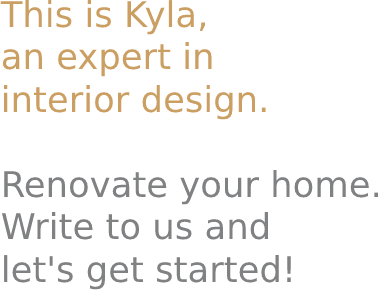 This is Kyla,
an expert in
interior design.
Renovate your home.
Write to us and
let's get started!